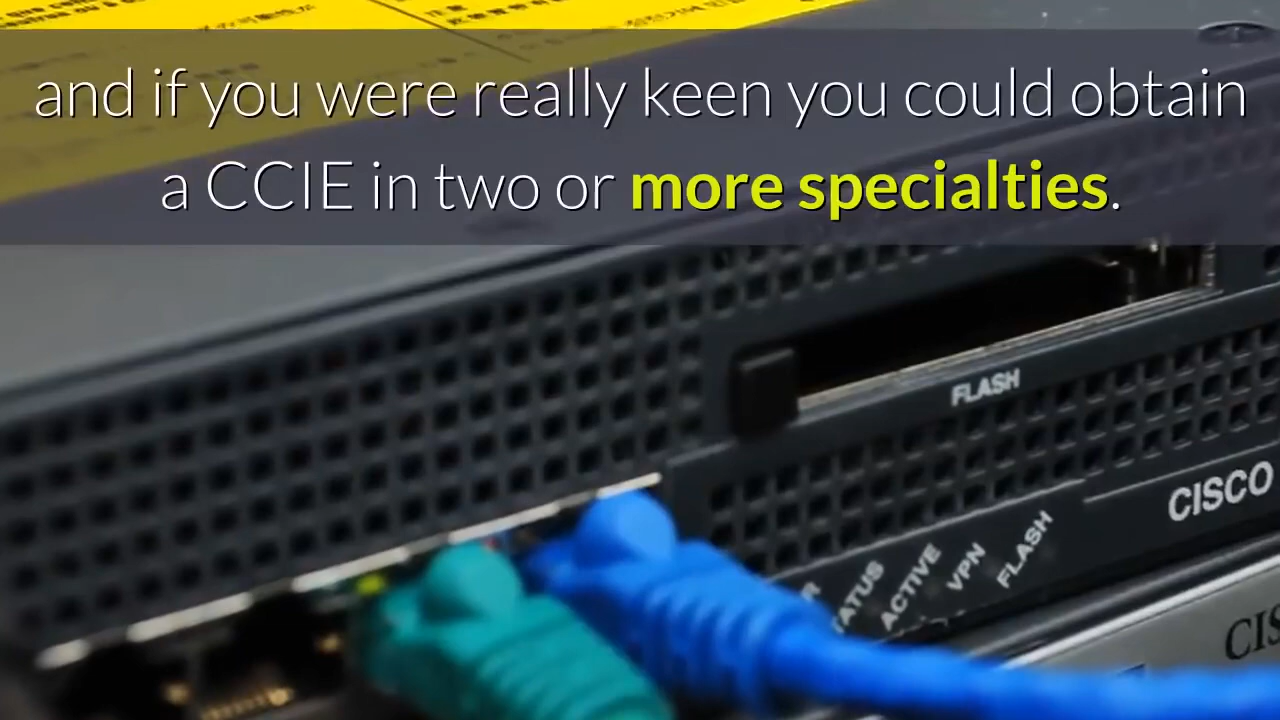 and if you were really keen you could obtain
a CCIE in two or more specialties.
FLASH
CISCO
ACTIVE
VPN
FLASH